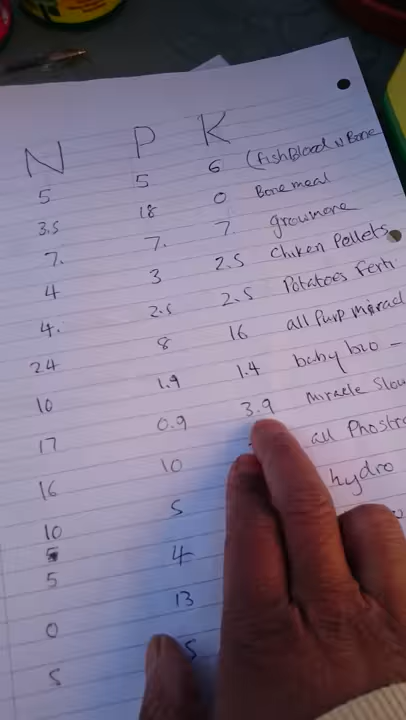 N P K
5 5 6 (Fish Blood N Bone
3.5 18 0 Bone meal
7. 7. 7 growmore
4 3 2.5 chiken Pellets
4. 2.5 2.5 Potatoes Ferti
24 8 16 all Purp miracl
10 1.9 1.4 baby bio -
17 0.9 3.9 miracle slow
16 10 all Phostro
10 5 hydro
5 4
0 13
5 5